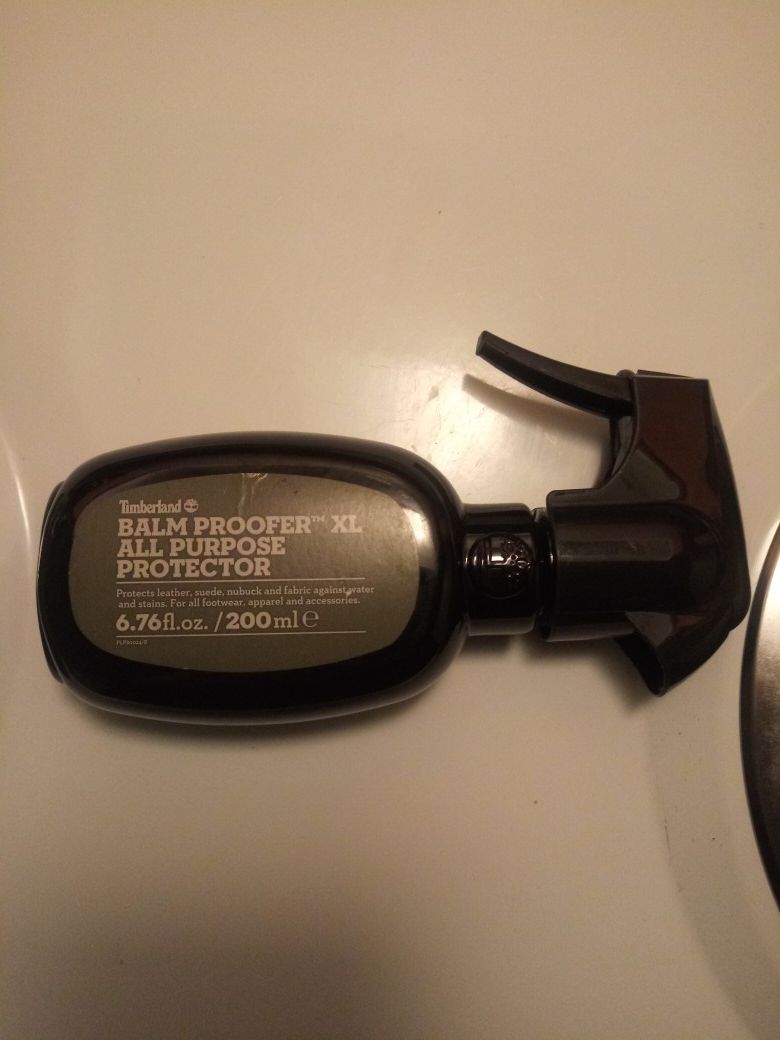 Timberland
BALM PROOFER™ XL
ALL PURPOSE
PROTECTOR
Protects leather, suede, nubuck and fabric against water
and stains. For all footwear, apparel and accessories.
6.76fl.oz. /200ml℮